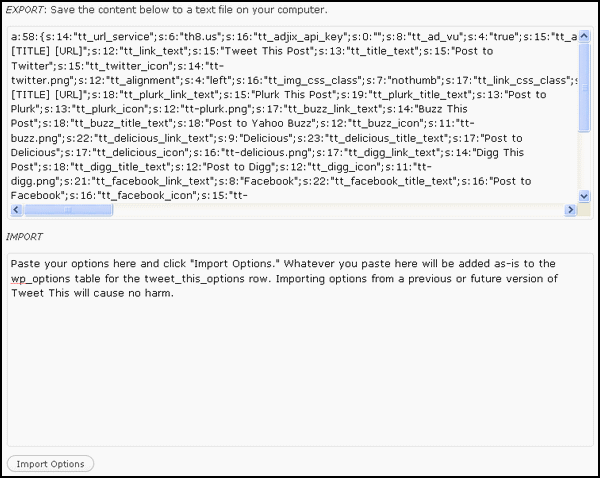 EXPORT: Save the content below to a text file on your computer.
a:58:{s:14:"tt_url_service";s:6:"th8.us";s:16:"tt_adjix_api_key";s:0:"";s:8:"tt_ad_vu";s:4:"true";s:15:"tt_a
[TITLE] [URL]";s:12:"tt_link_text";s:15:"Tweet This Post";s:13:"tt_title_text";s:15:"Post to
Twitter";s:15:"tt_twitter_icon";s:14:"tt-
twitter.png";s:12:"tt_alignment";s:4:"left";s:16:"tt_img_css_class";s:7:"nothumb";s:17:"tt_link_css_class";s
[TITLE] [URL]";s:18:"tt_plurk_link_text";s:15:"Plurk This Post";s:19:"tt_plurk_title_text";s:13:"Post to
Plurk";s:13:"tt_plurk_icon";s:12:"tt-plurk.png";s:17:"tt_buzz_link_text";s:14:"Buzz This
Post";s:18:"tt_buzz_title_text";s:18:"Post to Yahoo Buzz";s:12:"tt_buzz_icon";s:11:"tt-
buzz.png";s:22:"tt_delicious_link_text";s:9:"Delicious";s:23:"tt_delicious_title_text";s:17:"Post to
Delicious";s:17:"tt_delicious_icon";s:16:"tt-delicious.png";s:17:"tt_digg_link_text";s:14:"Digg This
Post";s:18:"tt_digg_title_text";s:12:"Post to Digg";s:12:"tt_digg_icon";s:11:"tt-
digg.png";s:21:"tt_facebook_link_text";s:8:"Facebook";s:22:"tt_facebook_title_text";s:16:"Post to
Facebook";s:16:"tt_facebook_icon";s:15:"tt-
IMPORT
Paste your options here and click "Import Options." Whatever you paste here will be added as-is to the
wp_options table for the tweet_this_options row. Importing options from a previous or future version of
Tweet This will cause no harm.
Import Options